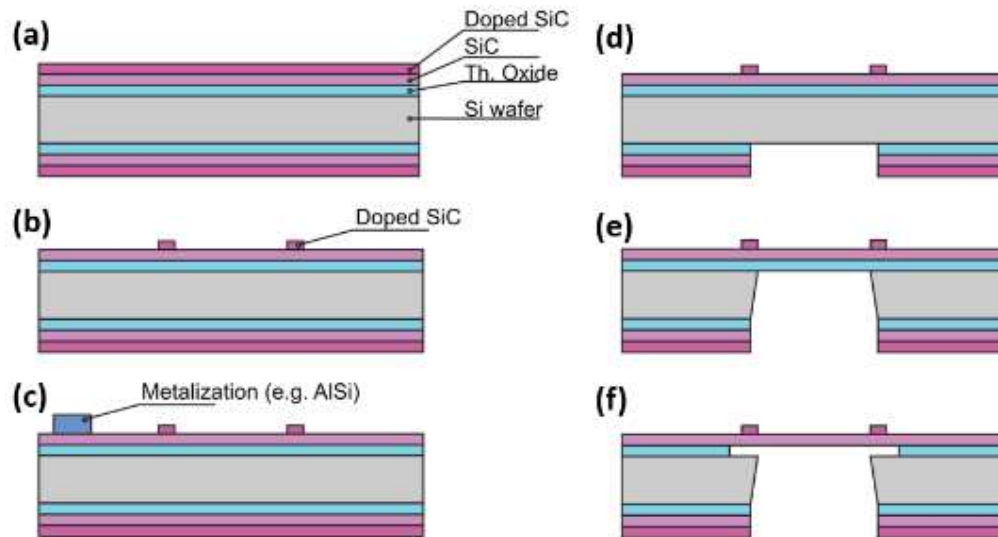 (a)
Doped SiC
SiC
Th. Oxide
Si wafer
(b)
Doped SiC
(c)
Metalization (e.g. AlSi)
(d)
(e)
(f)